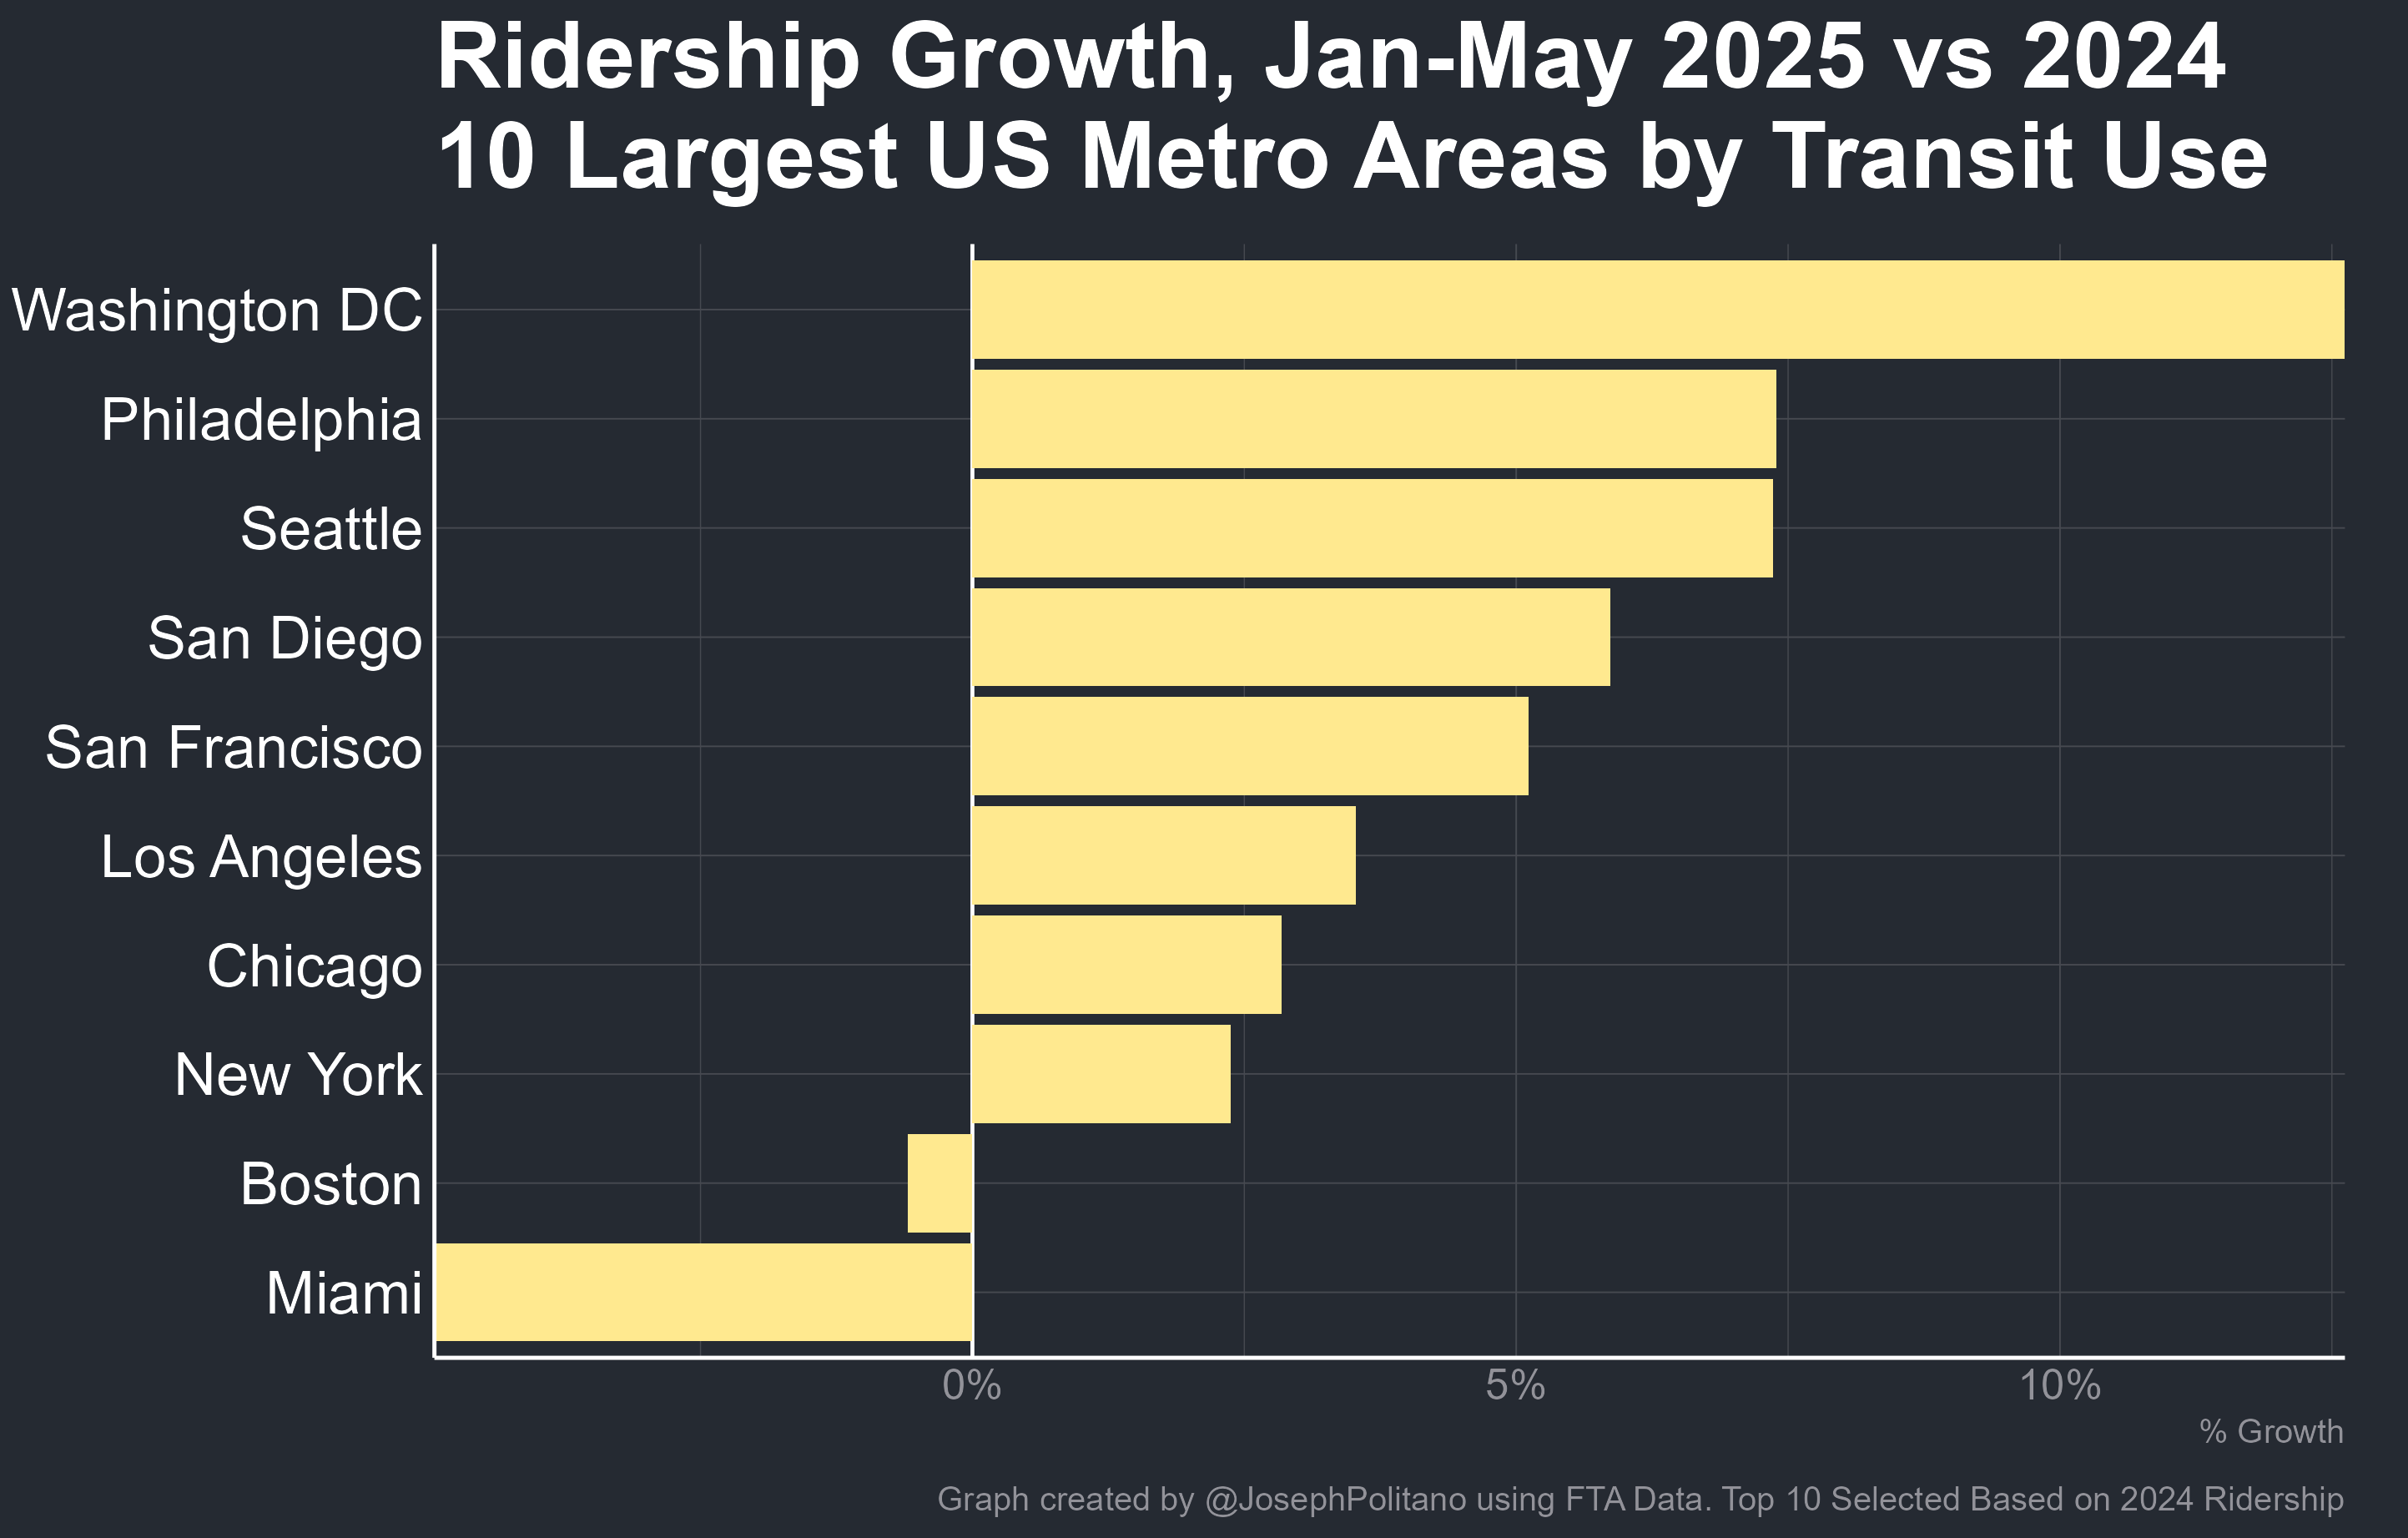 Ridership Growth, Jan-May 2025 vs 2024
10 Largest US Metro Areas by Transit Use
Washington DC
Philadelphia
Seattle
San Diego
San Francisco
Los Angeles
Chicago
New York
Boston
Miami
0% 5% 10%
% Growth
Graph created by @JosephPolitano using FTA Data. Top 10 Selected Based on 2024 Ridership